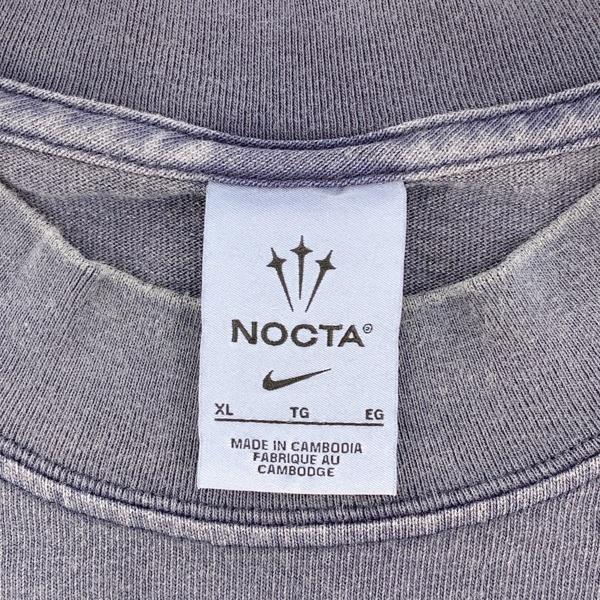 NOCTA®
XL TG EG
MADE IN CAMBODIA
FABRIQUE AU
CAMBODGE